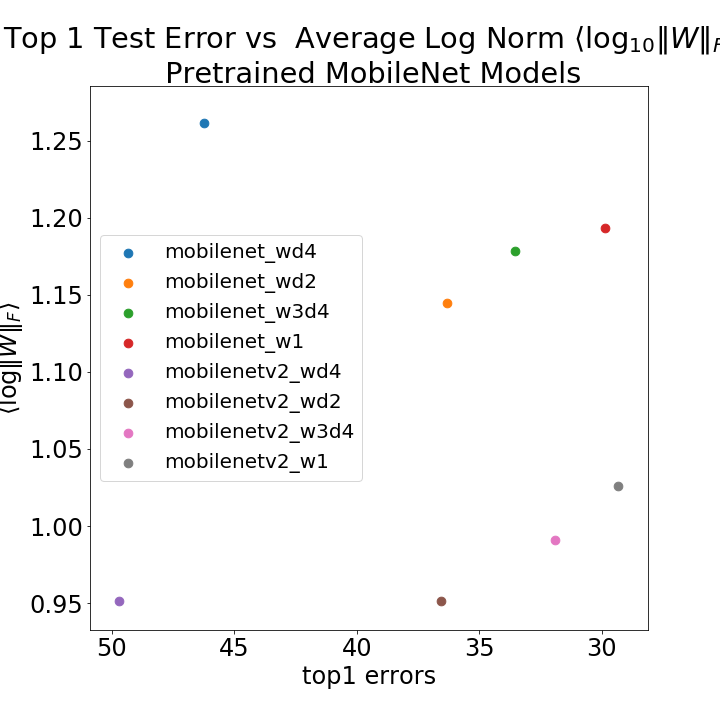 Top 1 Test Error vs  Average Log Norm ⟨log₁₀‖W‖F
Pretrained MobileNet Models
⟨log‖W‖F⟩
1.25
1.20
1.15
1.10
1.05
1.00
0.95
mobilenet_wd4
mobilenet_wd2
mobilenet_w3d4
mobilenet_w1
mobilenetv2_wd4
mobilenetv2_wd2
mobilenetv2_w3d4
mobilenetv2_w1
50 45 40 35 30
top1 errors